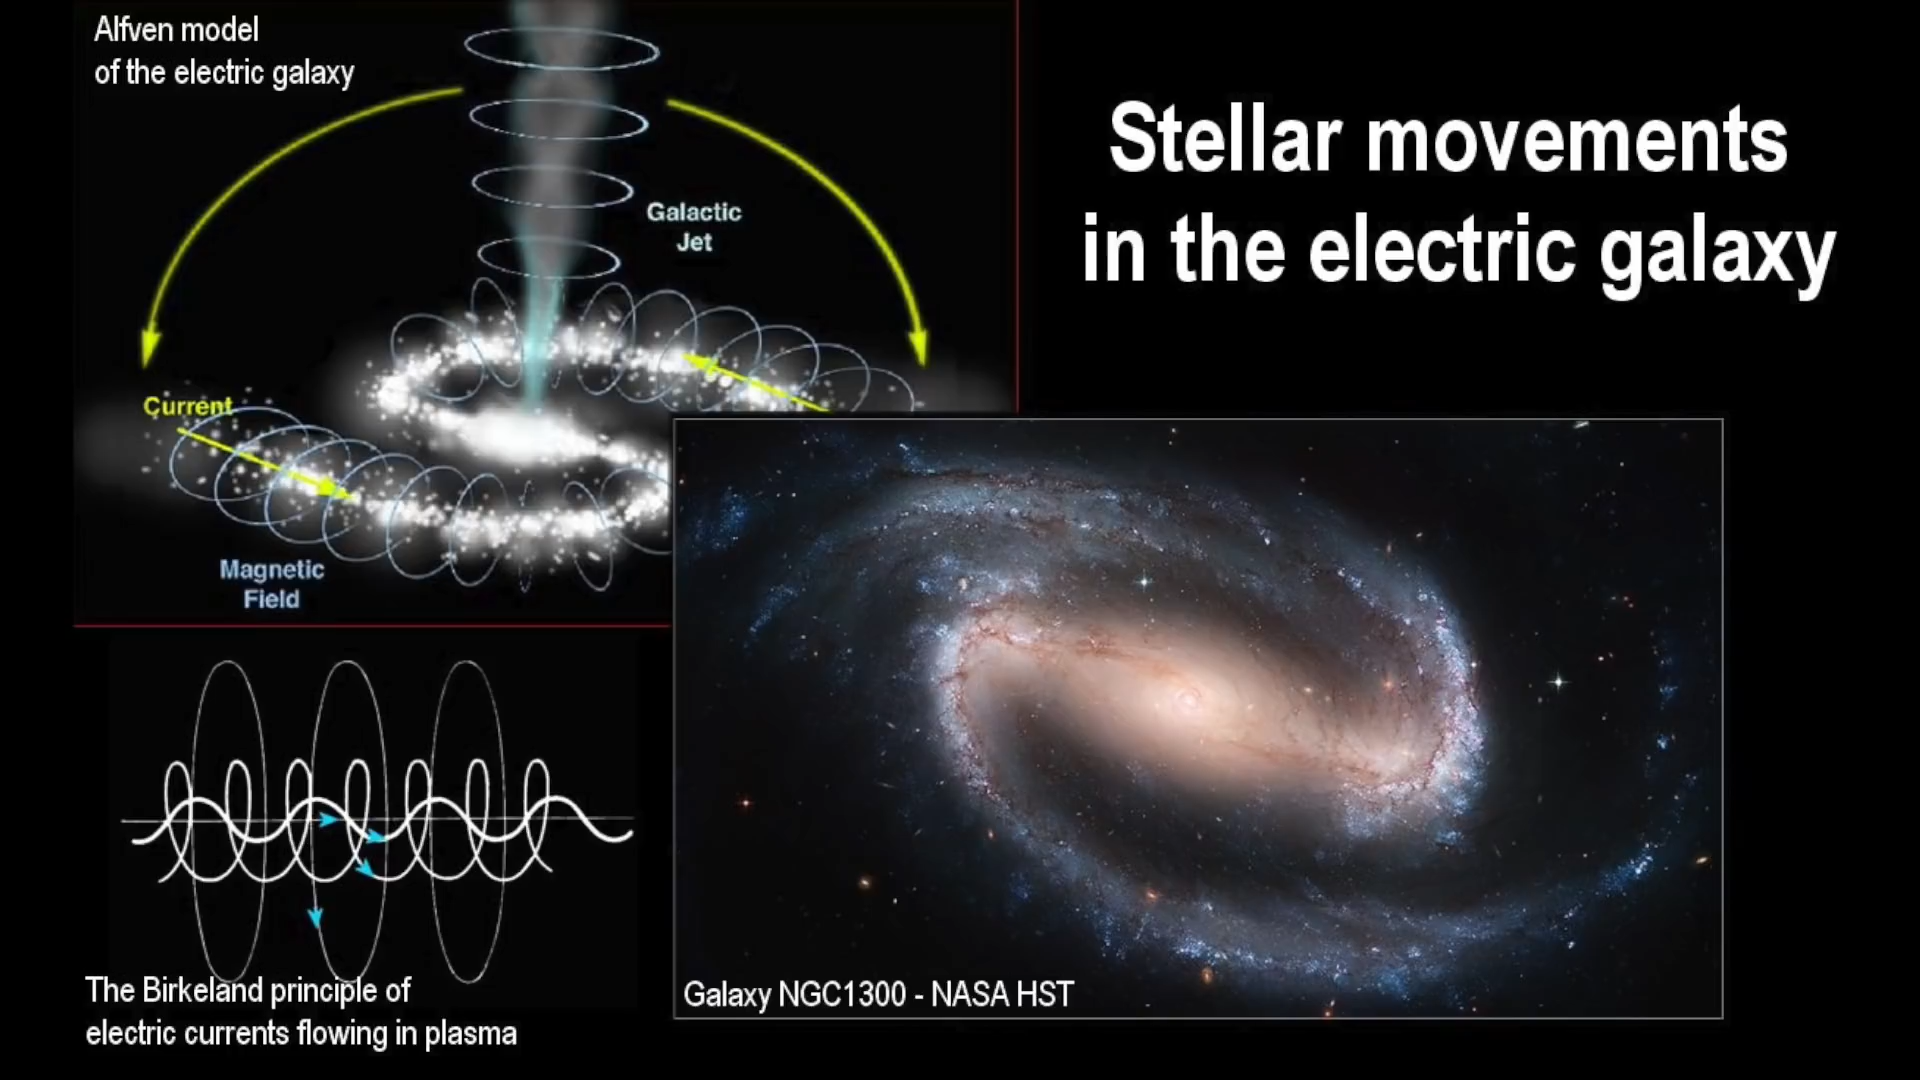 Alfven model
of the electric galaxy
Stellar movements
in the electric galaxy
Galactic
Jet
Current
Magnetic
Field
The Birkeland principle of
electric currents flowing in plasma
Galaxy NGC1300 - NASA HST